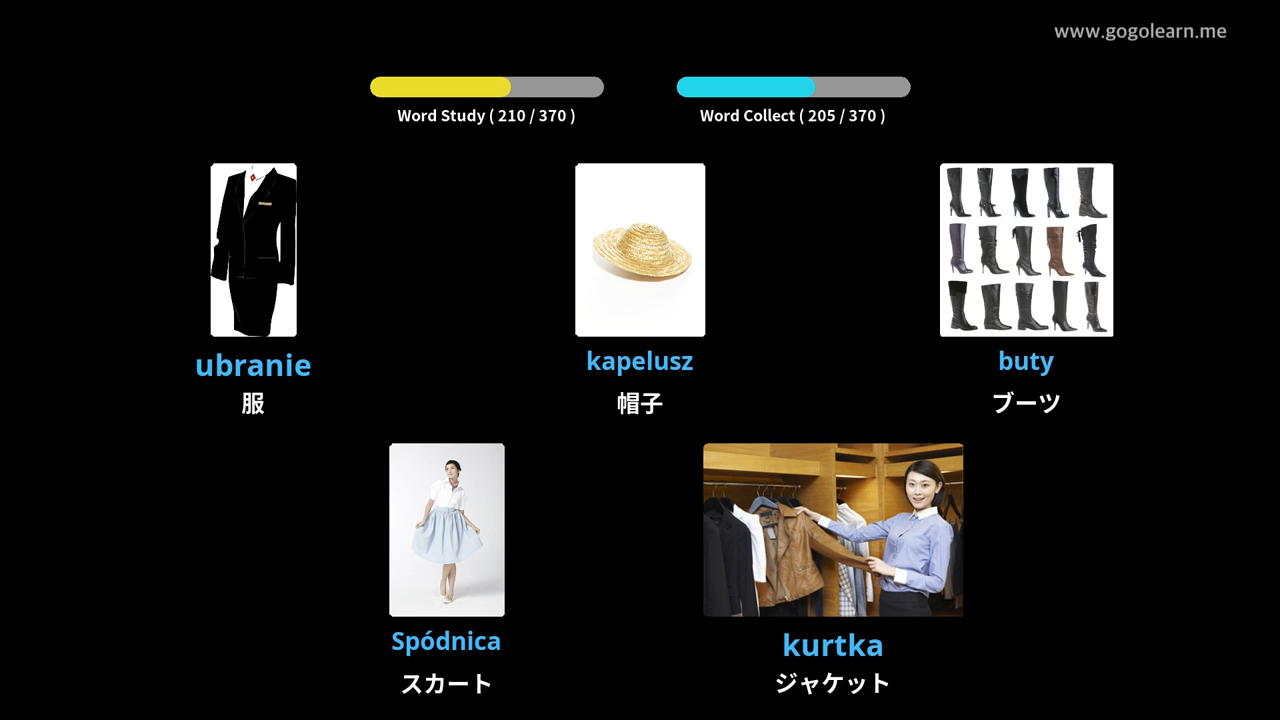 www.gogolearn.me
Word Study ( 210 / 370 )
Word Collect ( 205 / 370 )
ubranie
服
kapelusz
帽子
buty
ブーツ
Spódnica
スカート
kurtka
ジャケット